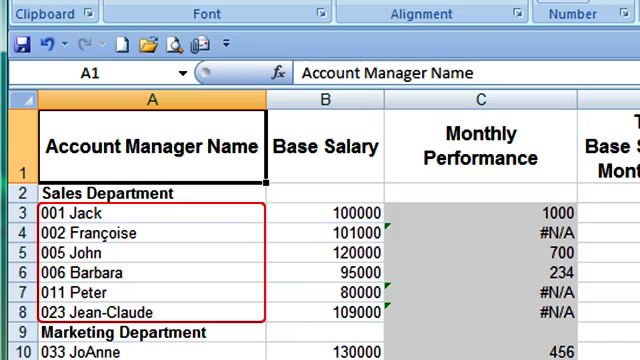 Clipboard Font Alignment Number
A1 fx Account Manager Name
A B C
1 Account Manager Name Base Salary Monthly Performance T Base S Mont
2 Sales Department
3 001 Jack 100000 1000
4 002 Françoise 101000 #N/A
5 005 John 120000 700
6 006 Barbara 95000 234
7 011 Peter 80000 #N/A
8 023 Jean-Claude 109000 #N/A
9 Marketing Department
10 033 JoAnne 130000 456